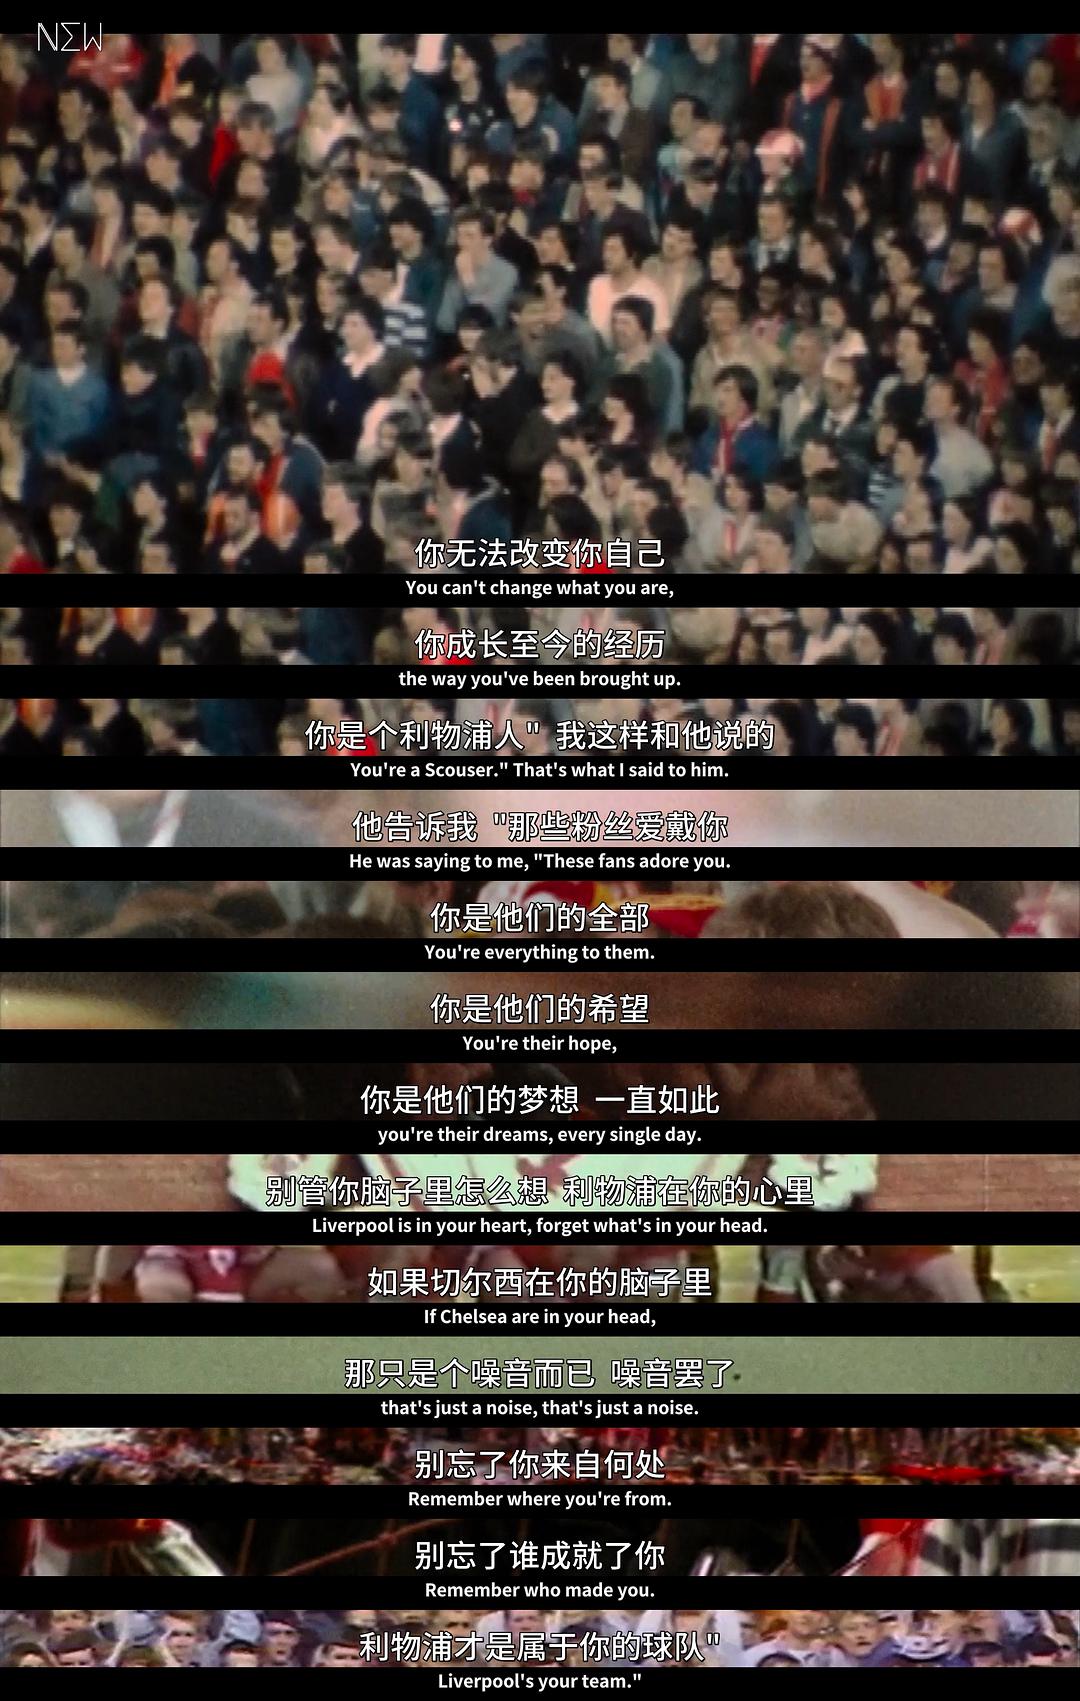 NEW
你无法改变你自己
You can't change what you are,
你成长至今的经历
the way you've been brought up.
你是个利物浦人" 我这样和他说的
You're a Scouser." That's what I said to him.
他告诉我 "那些粉丝爱戴你
He was saying to me, "These fans adore you.
你是他们的全部
You're everything to them.
你是他们的希望
You're their hope,
你是他们的梦想 一直如此
you're their dreams, every single day.
别管你脑子里怎么想 利物浦在你的心里
Liverpool is in your heart, forget what's in your head.
如果切尔西在你的脑子里
If Chelsea are in your head,
那只是个噪音而已 噪音罢了
that's just a noise, that's just a noise.
别忘了你来自何处
Remember where you're from.
别忘了谁成就了你
Remember who made you.
利物浦才是属于你的球队"
Liverpool's your team."